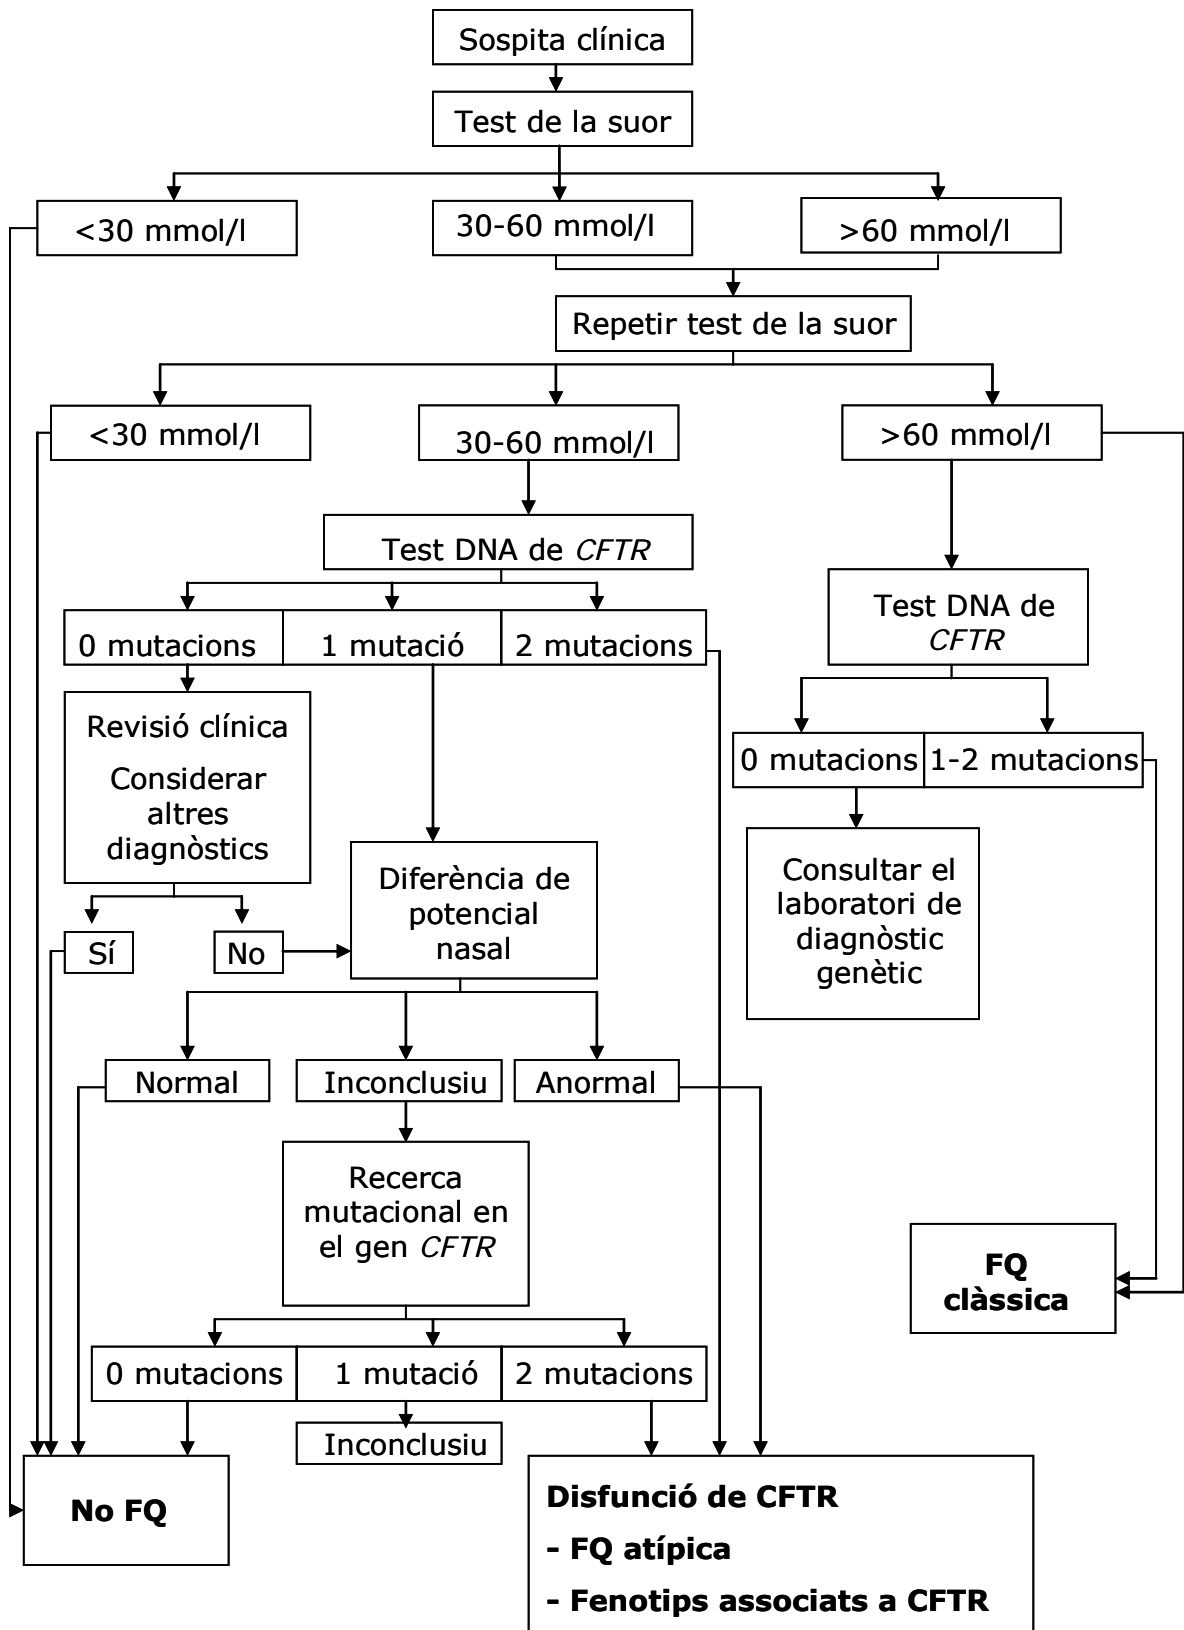 Sospita clínica
Test de la suor
<30 mmol/l
30-60 mmol/l
>60 mmol/l
Repetir test de la suor
<30 mmol/l
30-60 mmol/l
>60 mmol/l
Test DNA de CFTR
Test DNA de
CFTR
0 mutacions
1 mutació
2 mutacions
Revisió clínica
Considerar
altres
diagnòstics
0 mutacions
1-2 mutacions
Sí
No
Diferència de
potencial
nasal
Consultar el
laboratori de
diagnòstic
genètic
Normal
Inconclusiu
Anormal
Recerca
mutacional en
el gen CFTR
FQ
clàssica
0 mutacions
1 mutació
2 mutacions
Inconclusiu
No FQ
Disfunció de CFTR
- FQ atípica
- Fenotips associats a CFTR